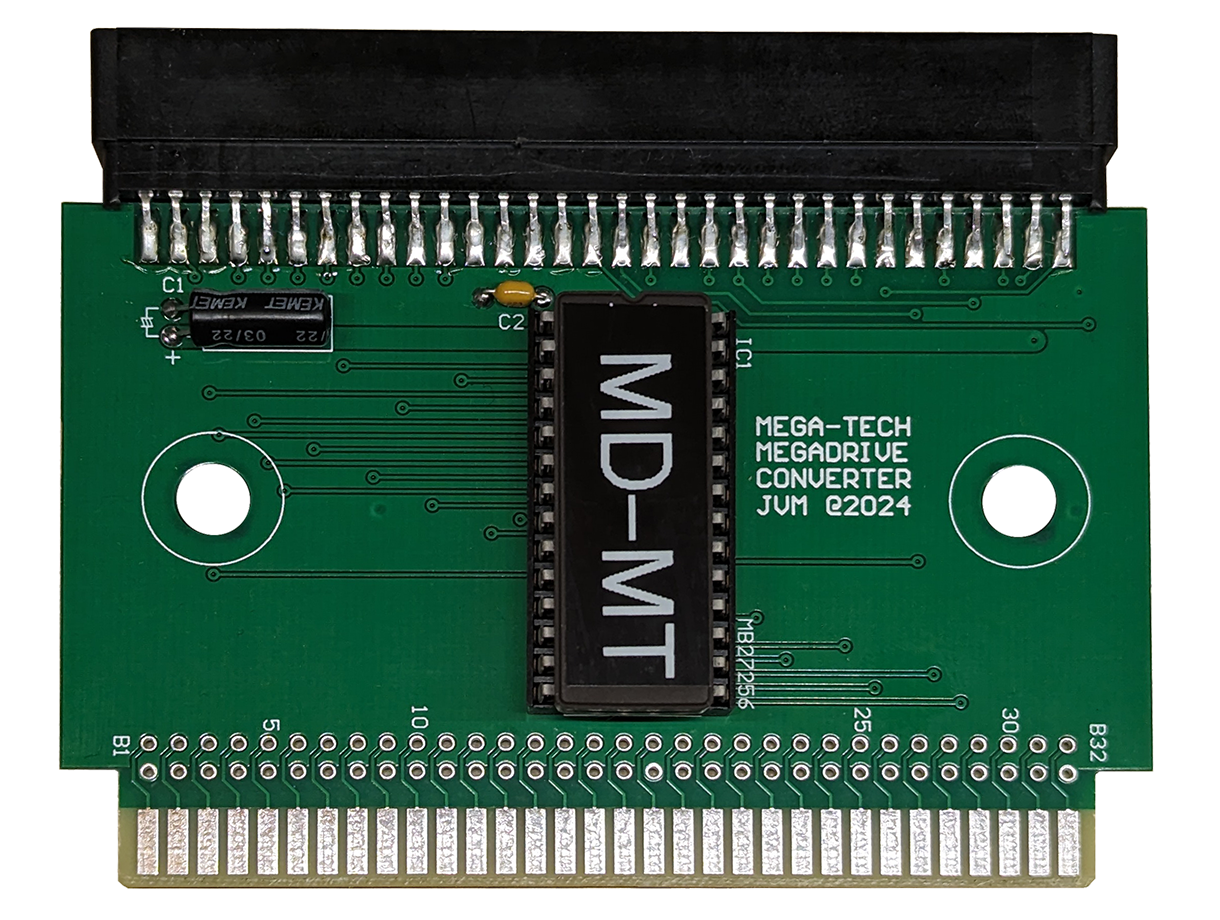 C1
KEMET KEMET KEMET
03/22 /22
+
C2
IC1
MD-MT
MEGA-TECH
MEGADRIVE
CONVERTER
JVM @2024
MB27256
B1
5
10
25
30
B32